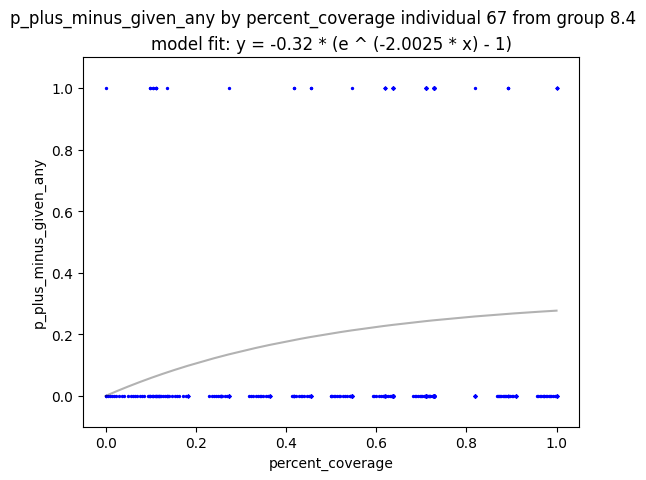 p_plus_minus_given_any by percent_coverage individual 67 from group 8.4
model fit: y = -0.32 * (e ^ (-2.0025 * x) - 1)
1.0
0.8
0.6
0.4
0.2
0.0
p_plus_minus_given_any
0.0 0.2 0.4 0.6 0.8 1.0
percent_coverage